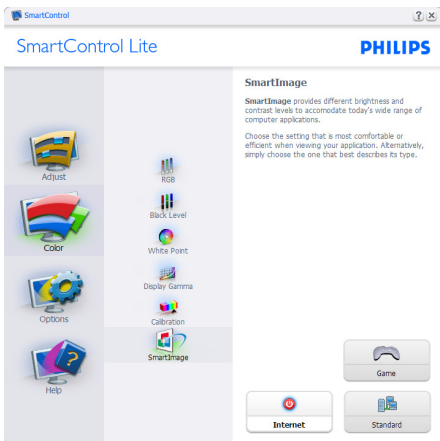 SmartControl
SmartControl Lite
PHILIPS
Adjust
Color
Options
Help
RGB
Black Level
White Point
Display Gamma
Calibration
SmartImage
SmartImage
SmartImage provides different brightness and
contrast levels to accomodate today's wide range of
computer applications.
Choose the setting that is most comfortable or
efficient when viewing your application. Alternatively,
simply choose the one that best describes its type.
Game
Internet
Standard